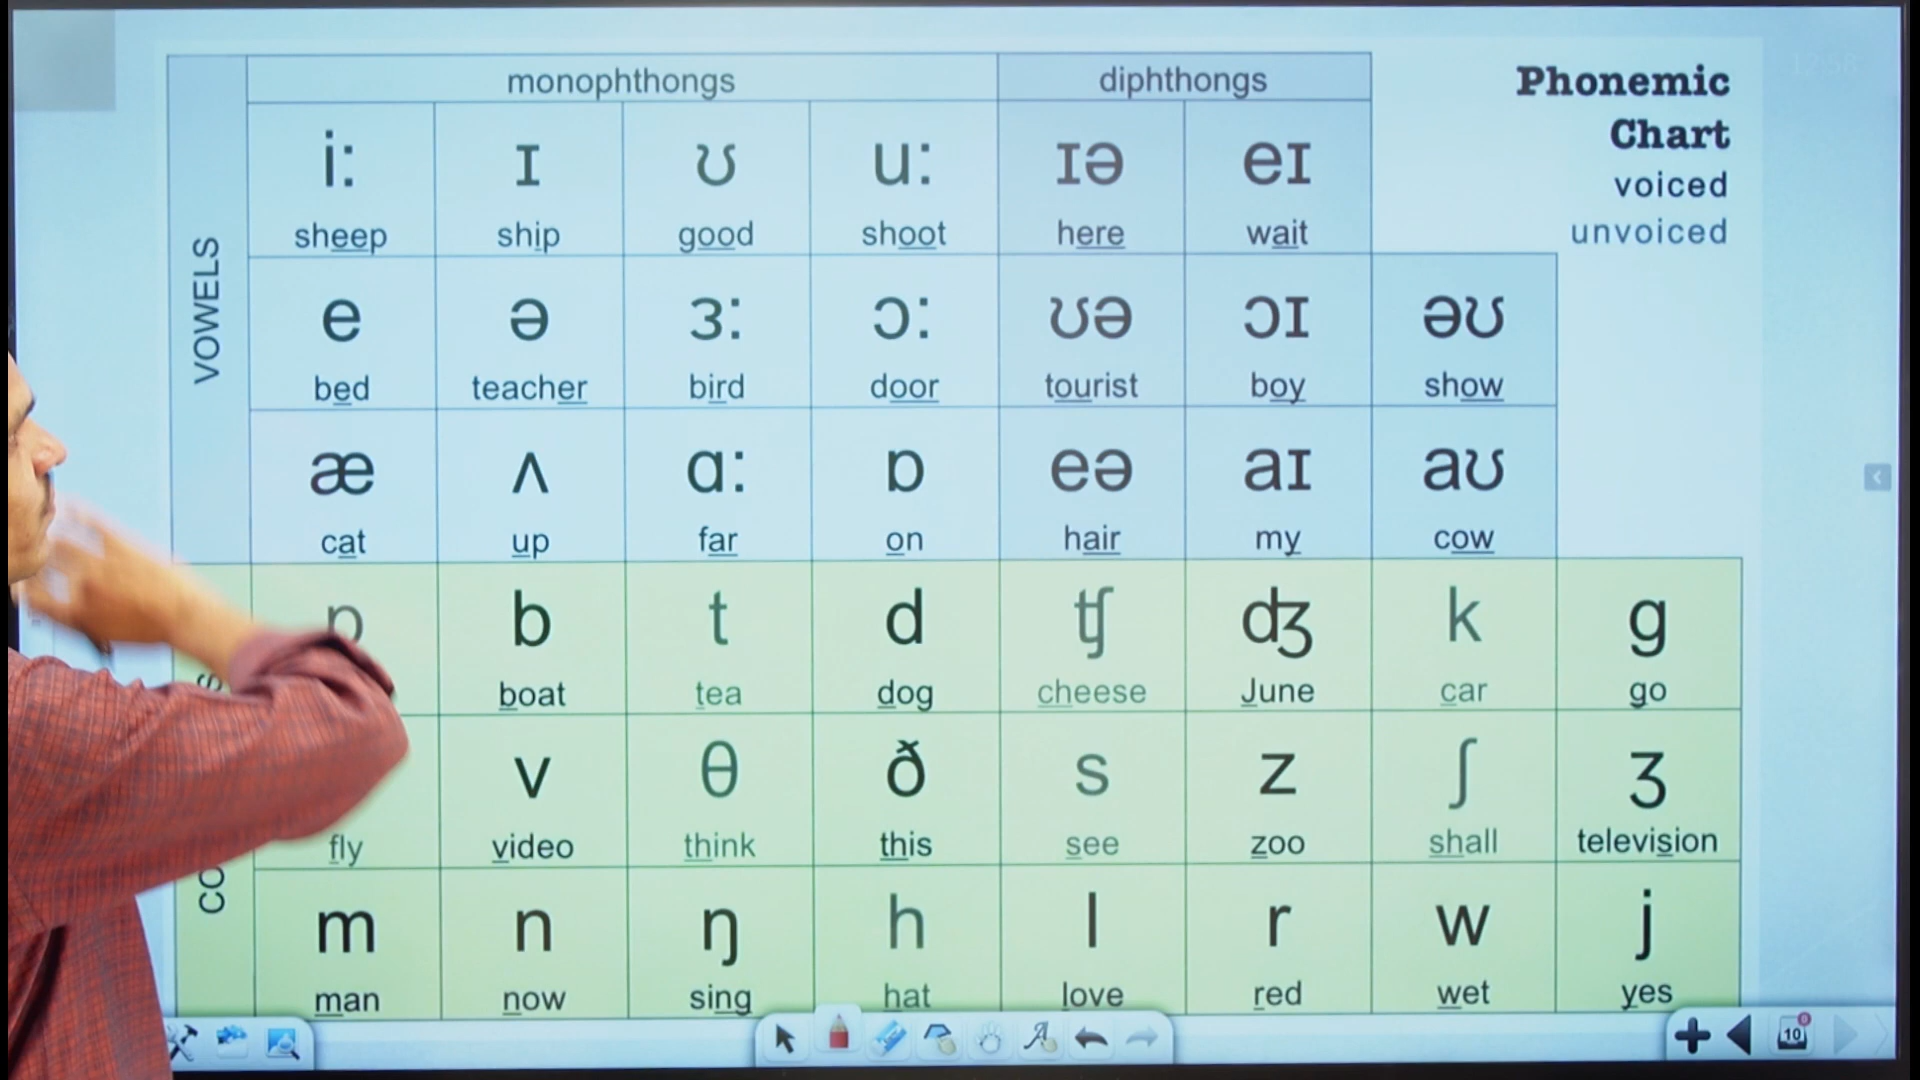 monophthongs diphthongs
Phonemic
Chart
voiced
unvoiced
VOWELS
iː ɪ ʊ uː ɪə eɪ
sheep ship good shoot here wait
e ə ɜː ɔː ʊə ɔɪ əʊ
bed teacher bird door tourist boy show
æ ʌ ɑː ɒ eə aɪ aʊ
cat up far on hair my cow
p b t d ʧ ʤ k g
boat tea dog cheese June car go
v θ ð s z ʃ ʒ
fly video think this see zoo shall television
m n ŋ h l r w j
man now sing hat love red wet yes
10